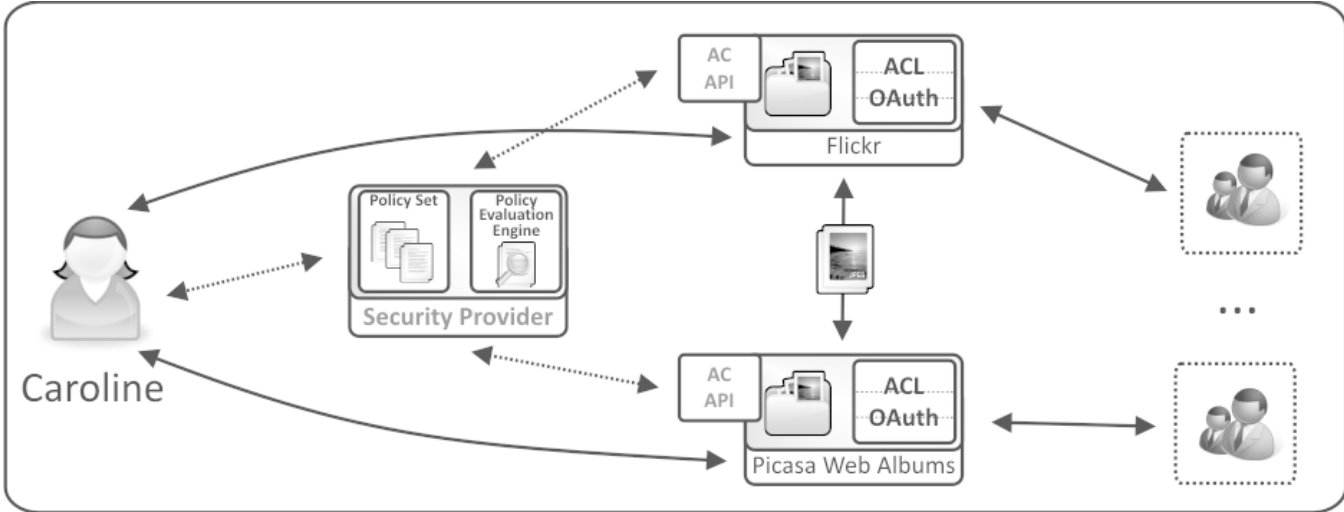 AC
API
ACL
OAuth
Flickr
Policy Set
Policy
Evaluation
Engine
Security Provider
JPEG
...
Caroline
AC
API
ACL
OAuth
Picasa Web Albums